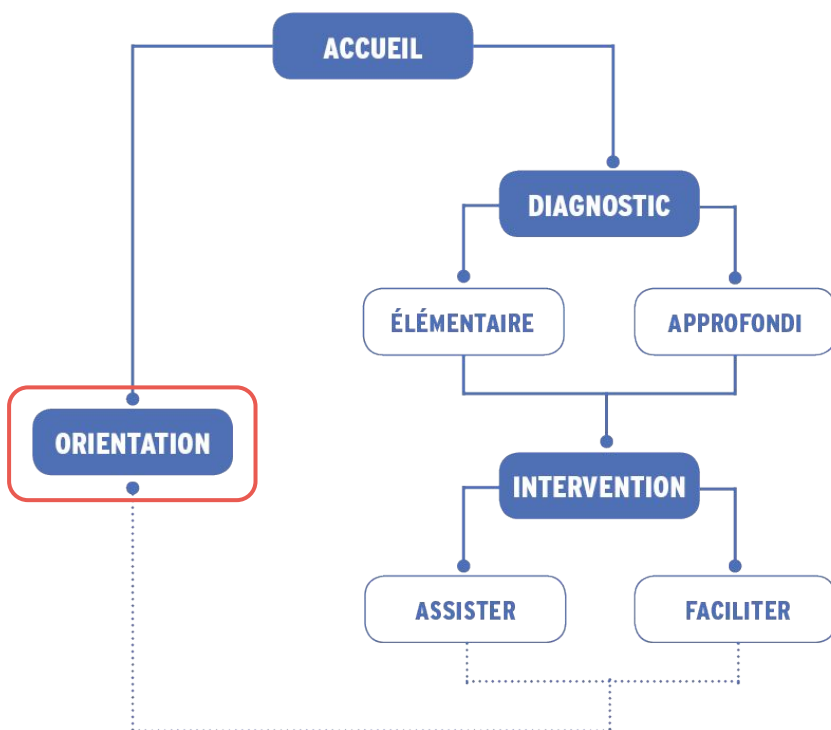 ACCUEIL
DIAGNOSTIC
ÉLÉMENTAIRE
APPROFONDI
ORIENTATION
INTERVENTION
ASSISTER
FACILITER